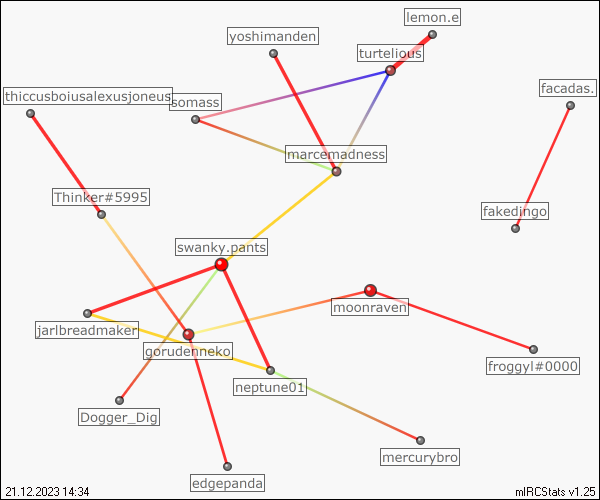 lemon.e
yoshimanden
turtelious
facadas.
thiccusboiusalexusjoneus
somass
marcemadness
Thinker#5995
fakedingo
swanky.pants
moonraven
jarlbreadmaker
gorudenneko
froggyl#0000
neptune01
Dogger_Dig
mercurybro
edgepanda
21.12.2023 14:34
mIRCStats v1.25